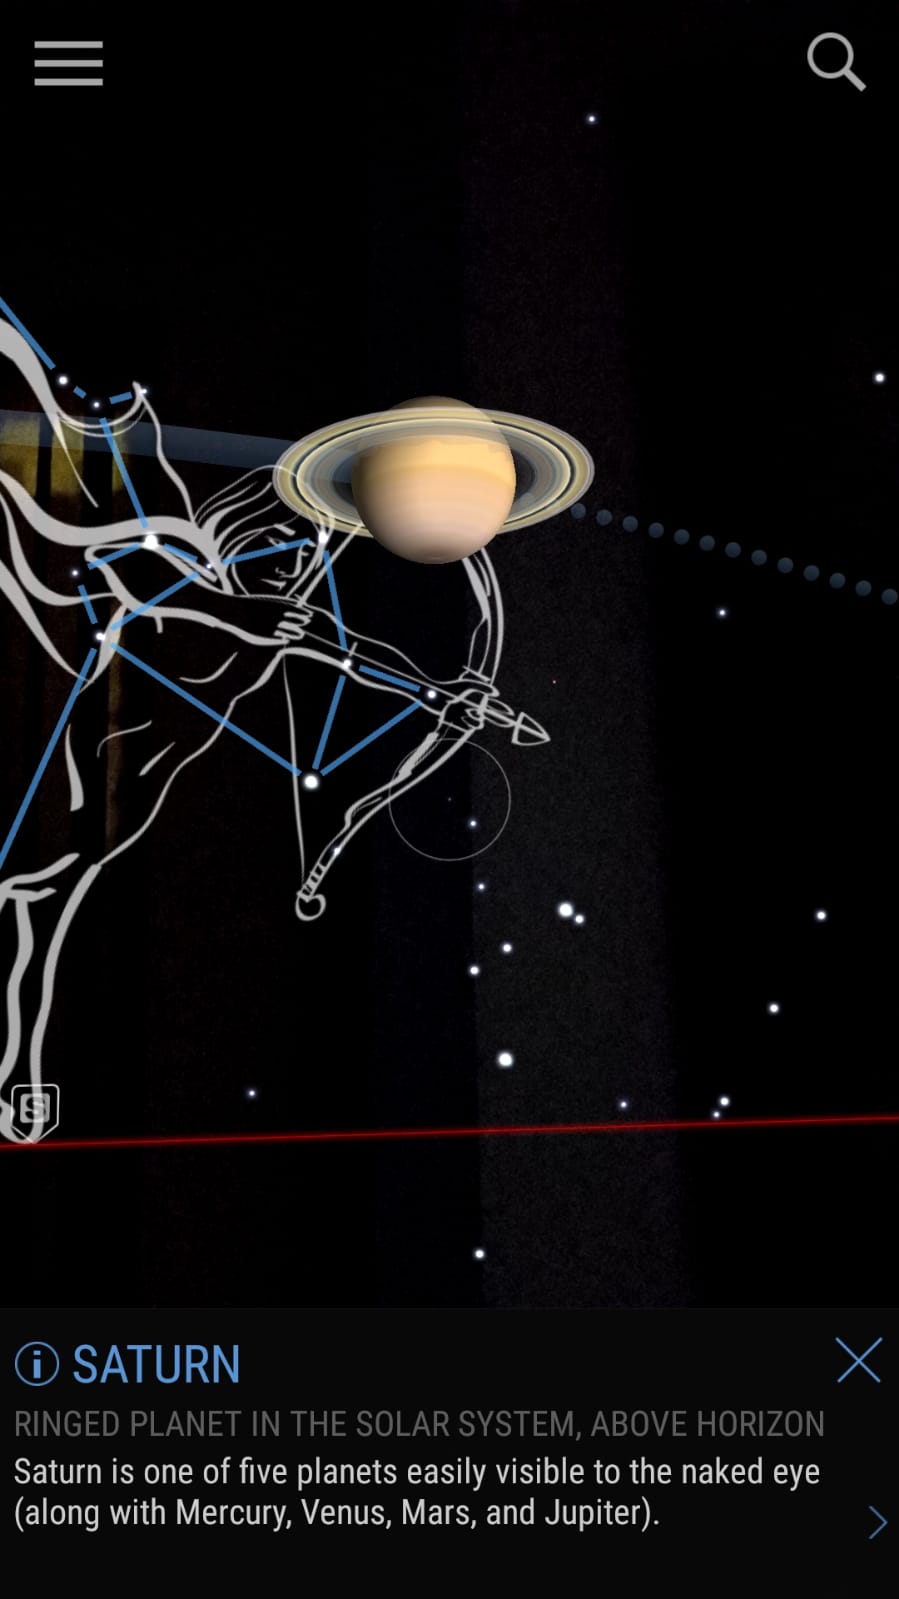 S
SATURN
RINGED PLANET IN THE SOLAR SYSTEM, ABOVE HORIZON
Saturn is one of five planets easily visible to the naked eye
(along with Mercury, Venus, Mars, and Jupiter).